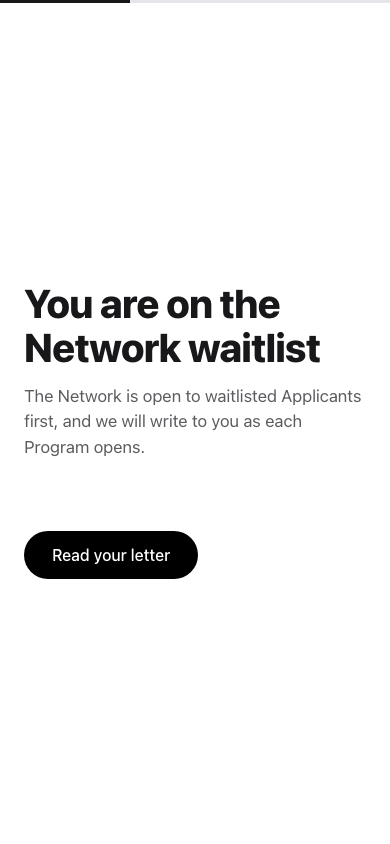 You are on the
Network waitlist
The Network is open to waitlisted Applicants
first, and we will write to you as each
Program opens.
Read your letter